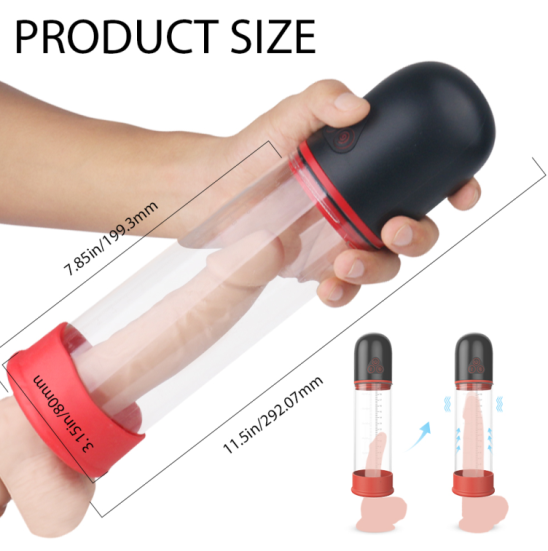 PRODUCT SIZE
7.85in/199.3mm
3.15in/80mm
11.5in/292.07mm